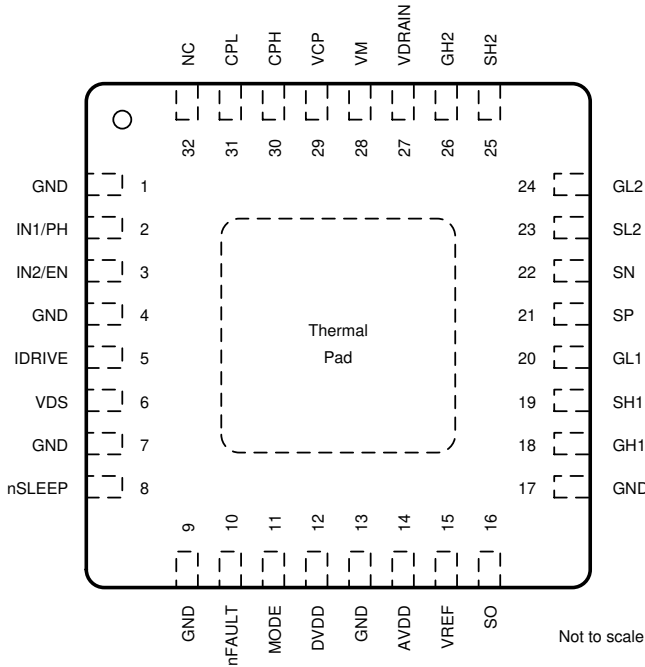 NC CPL CPH VCP VM VDRAIN GH2 SH2
32 31 30 29 28 27 26 25
GND 1 24 GL2
IN1/PH 2 23 SL2
IN2/EN 3 22 SN
GND 4 21 SP
Thermal
Pad
IDRIVE 5 20 GL1
VDS 6 19 SH1
GND 7 18 GH1
nSLEEP 8 17 GND
9 10 11 12 13 14 15 16
GND nFAULT MODE DVDD GND AVDD VREF SO
Not to scale